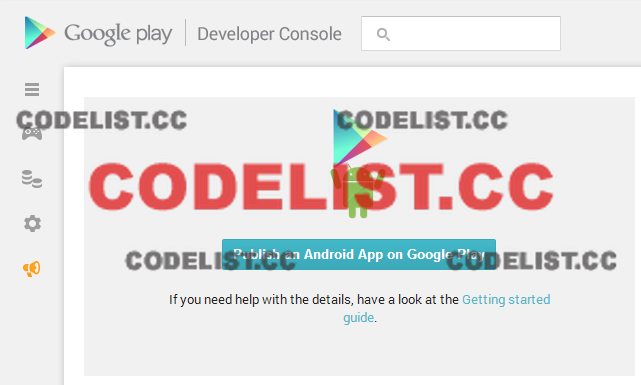 Google play Developer Console
CODELIST.CC CODELIST.CC
CODELIST.CC
Publish an Android App on Google Play
CODELIST.CC CODELIST.CC
If you need help with the details, have a look at the Getting started
guide.